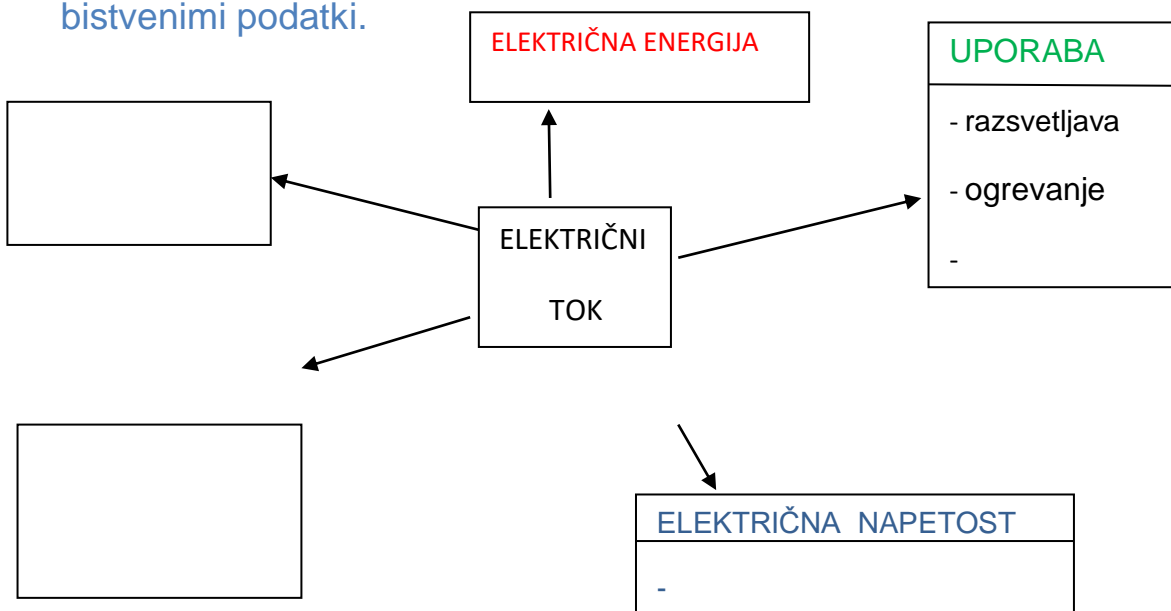 bistvenimi podatki.
ELEKTRIČNA ENERGIJA
UPORABA
- razsvetljava
- ogrevanje
-
ELEKTRIČNI
TOK
ELEKTRIČNA NAPETOST
-